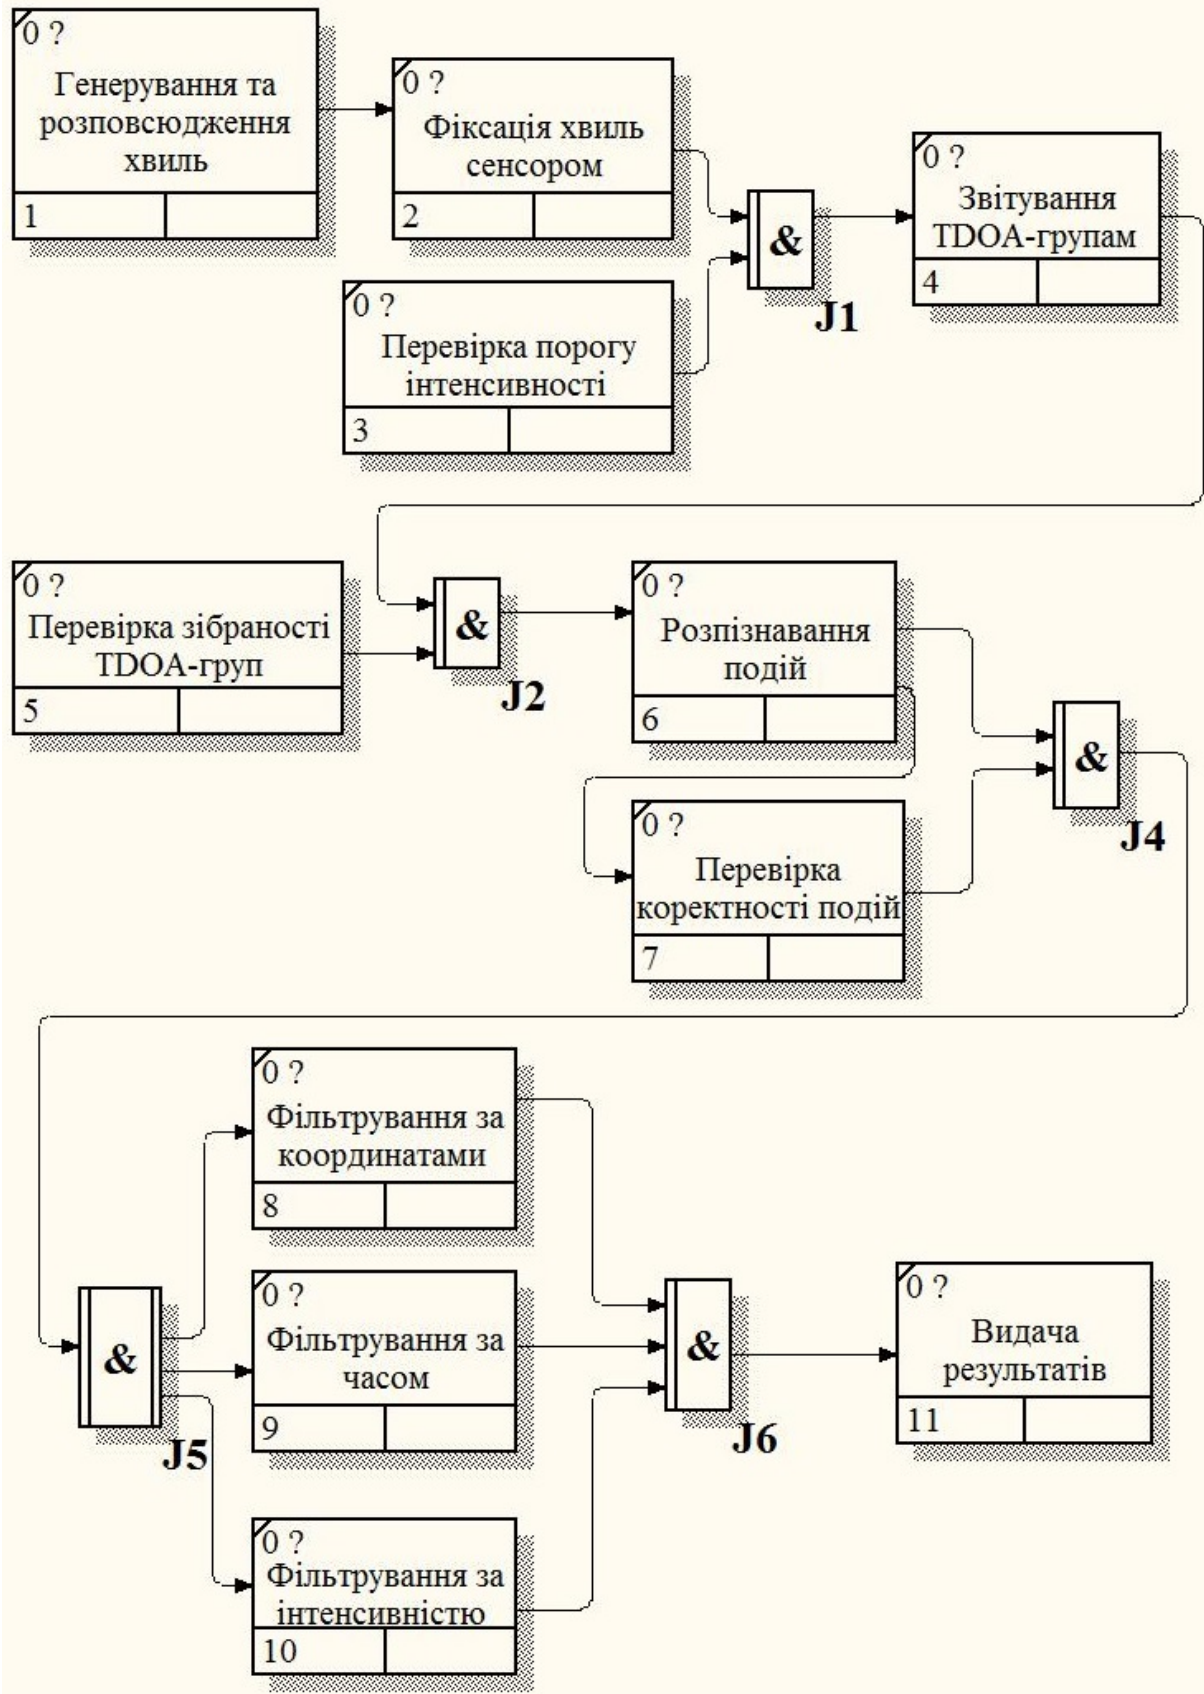 0 ?
Генерування та
розповсюдження
хвиль
1
0 ?
Фіксація хвиль
сенсором
2
0 ?
Перевірка порогу
інтенсивності
3
&
J1
0 ?
Звітування
TDOA-групам
4
0 ?
Перевірка зібраності
TDOA-груп
5
&
J2
0 ?
Розпізнавання
подій
6
0 ?
Перевірка
коректності подій
7
&
J4
&
J5
0 ?
Фільтрування за
координатами
8
0 ?
Фільтрування за
часом
9
0 ?
Фільтрування за
інтенсивністю
10
&
J6
0 ?
Видача
результатів
11